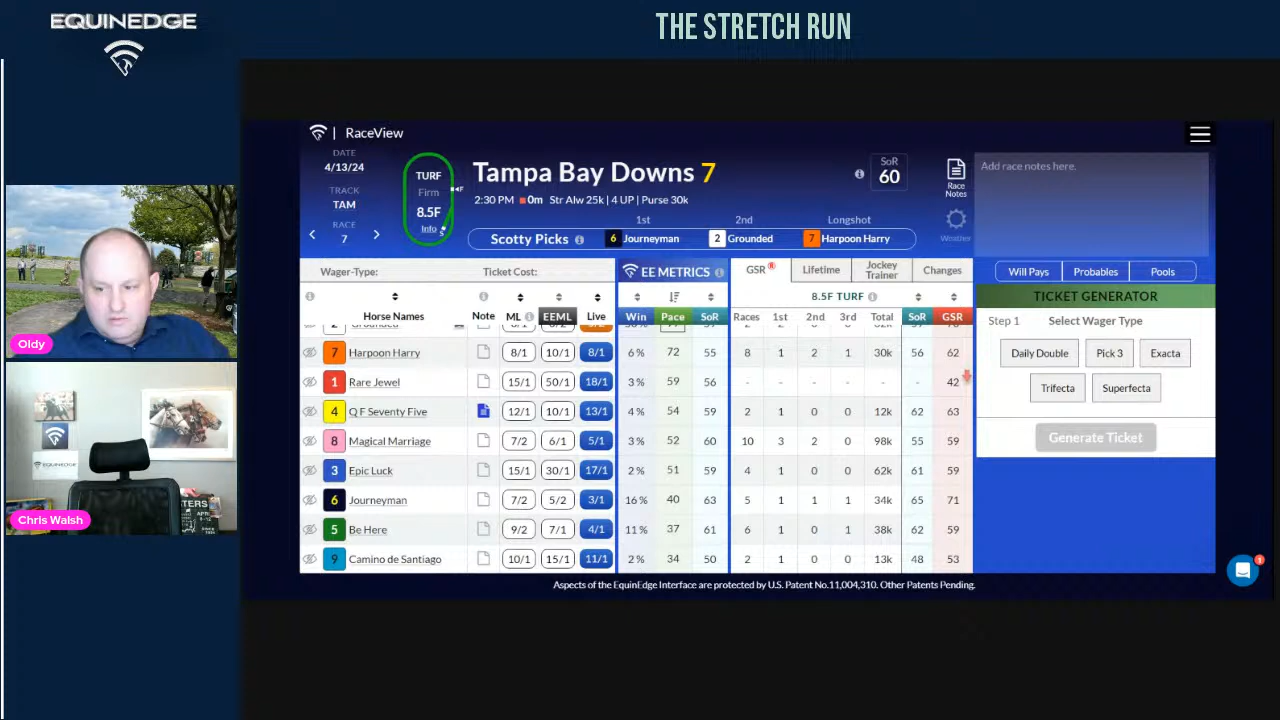 EQUINEDGE
THE STRETCH RUN
RaceView
DATE
4/13/24
TRACK
TAM
RACE
7
TURF
Firm
8.5F
Info
Tampa Bay Downs 7
2:30 PM 0m Str Alw 25k | 4 UP | Purse 30k
SoR
60
Race Notes
Weather
Add race notes here.
1st 2nd Longshot
Scotty Picks 6 Journeyman 2 Grounded 7 Harpoon Harry
Wager-Type: Ticket Cost:
EE METRICS
GSR Lifetime Jockey Trainer Changes
8.5F TURF
Horse Names Note ML EEML Live Win Pace SoR Races 1st 2nd 3rd Total SoR GSR
7 Harpoon Harry 8/1 10/1 8/1 6% 72 55 8 1 2 1 30k 56 62
1 Rare Jewel 15/1 50/1 18/1 3% 59 56 - - - - - - 42
4 Q F Seventy Five 12/1 10/1 13/1 4% 54 59 2 1 0 0 12k 62 63
8 Magical Marriage 7/2 6/1 5/1 3% 52 60 10 3 2 0 98k 55 59
3 Epic Luck 15/1 30/1 17/1 2% 51 59 4 1 0 0 62k 61 59
6 Journeyman 7/2 5/2 3/1 16% 40 63 5 1 1 1 34k 65 71
5 Be Here 9/2 7/1 4/1 11% 37 61 6 1 0 1 38k 62 59
9 Camino de Santiago 10/1 15/1 11/1 2% 34 50 2 1 0 0 13k 48 53
Will Pays Probables Pools
TICKET GENERATOR
Step 1 Select Wager Type
Daily Double Pick 3 Exacta
Trifecta Superfecta
Generate Ticket
1
Aspects of the EquinEdge Interface are protected by U.S. Patent No.11,004,310. Other Patents Pending.
Oldy
EQUINEDGE
Chris Walsh